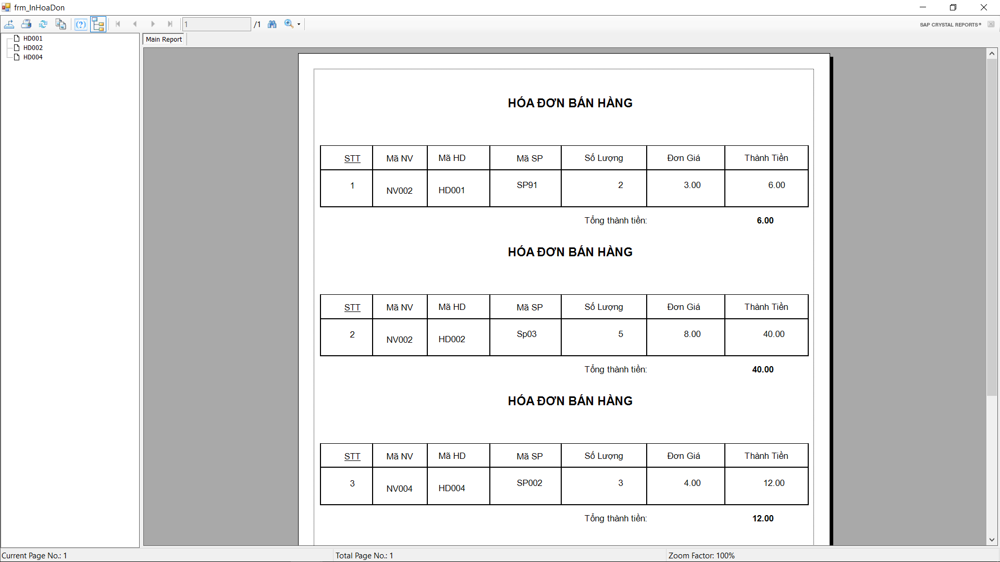 frm_InHoaDon
1 /1
SAP CRYSTAL REPORTS®
HD001
HD002
HD004
Main Report
HÓA ĐƠN BÁN HÀNG
STT Mã NV Mã HD Mã SP Số Lượng Đơn Giá Thành Tiền
1 NV002 HD001 SP91 2 3.00 6.00
Tổng thành tiền: 6.00
HÓA ĐƠN BÁN HÀNG
STT Mã NV Mã HD Mã SP Số Lượng Đơn Giá Thành Tiền
2 NV002 HD002 Sp03 5 8.00 40.00
Tổng thành tiền: 40.00
HÓA ĐƠN BÁN HÀNG
STT Mã NV Mã HD Mã SP Số Lượng Đơn Giá Thành Tiền
3 NV004 HD004 SP002 3 4.00 12.00
Tổng thành tiền: 12.00
Current Page No.: 1 Total Page No.: 1 Zoom Factor: 100%